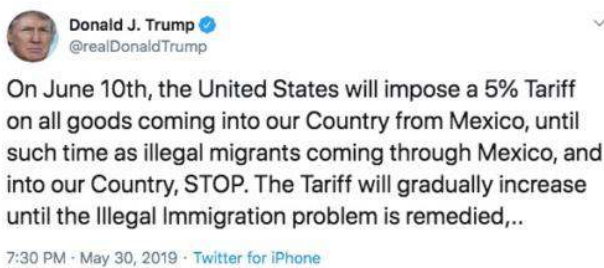 Donald J. Trump
@realDonaldTrump
On June 10th, the United States will impose a 5% Tariff
on all goods coming into our Country from Mexico, until
such time as illegal migrants coming through Mexico, and
into our Country, STOP. The Tariff will gradually increase
until the Illegal Immigration problem is remedied,..
7:30 PM · May 30, 2019 · Twitter for iPhone